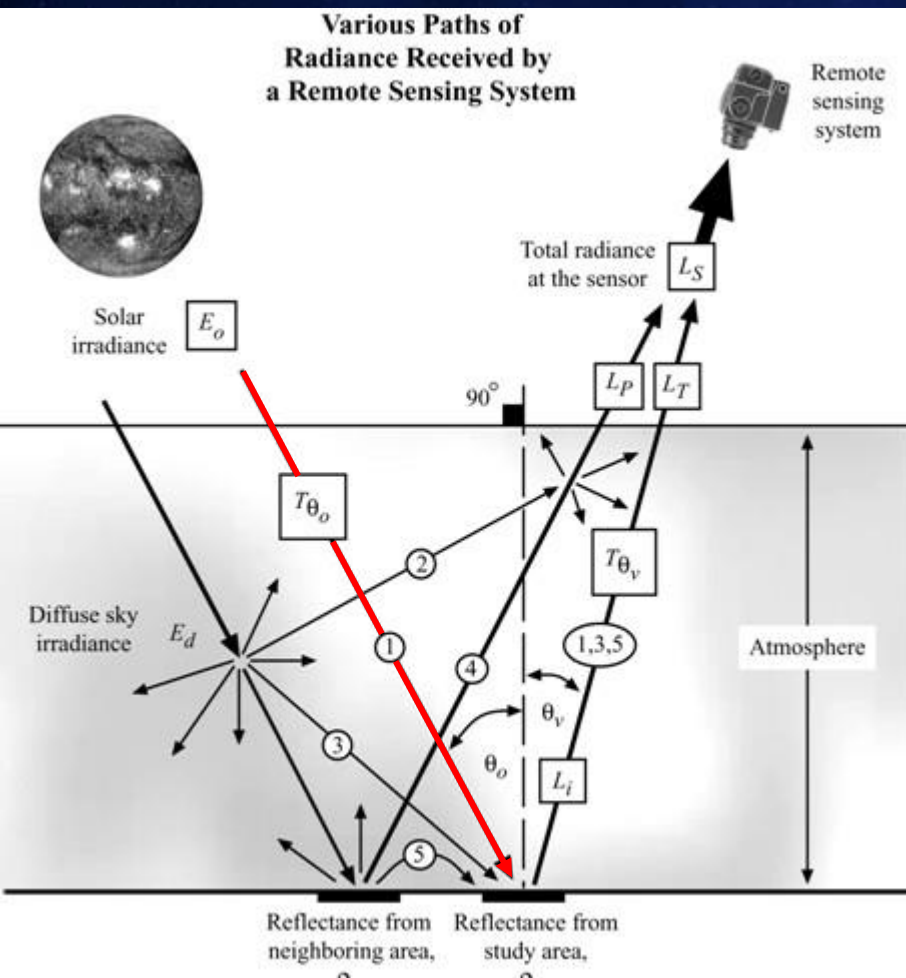 Various Paths of
Radiance Received by
a Remote Sensing System
Remote
sensing
system
Total radiance
at the sensor
L_S
Solar
irradiance
E_o
90°
L_P
L_T
T_θ_o
T_θ_v
2
Diffuse sky
irradiance
E_d
1
1,3,5
Atmosphere
4
θ_v
3
θ_o
L_i
5
Reflectance from
neighboring area,
Reflectance from
study area,